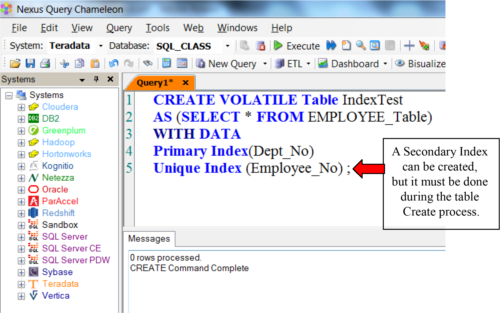 Nexus Query Chameleon
File Edit View Query Tools Web Window Help
System: Teradata Database: SQL_CLASS Execute
New Query ETL Dashboard Bisualize
Systems
Query1* x
Systems
Cloudera
DB2 DB2
Greenplum
Hadoop
Hortonworks
Kognitio
Netezza
Oracle
ParAccel
Redshift
Sandbox
SQL Server
SQL Server CE
SQL Server PDW
Sybase
Teradata
Vertica
1 CREATE VOLATILE Table IndexTest
2 AS (SELECT * FROM EMPLOYEE_Table)
3 WITH DATA
4 Primary Index(Dept_No)
5 Unique Index (Employee_No) ;
A Secondary Index
can be created,
but it must be done
during the table
Create process.
Messages
0 rows processed.
CREATE Command Complete